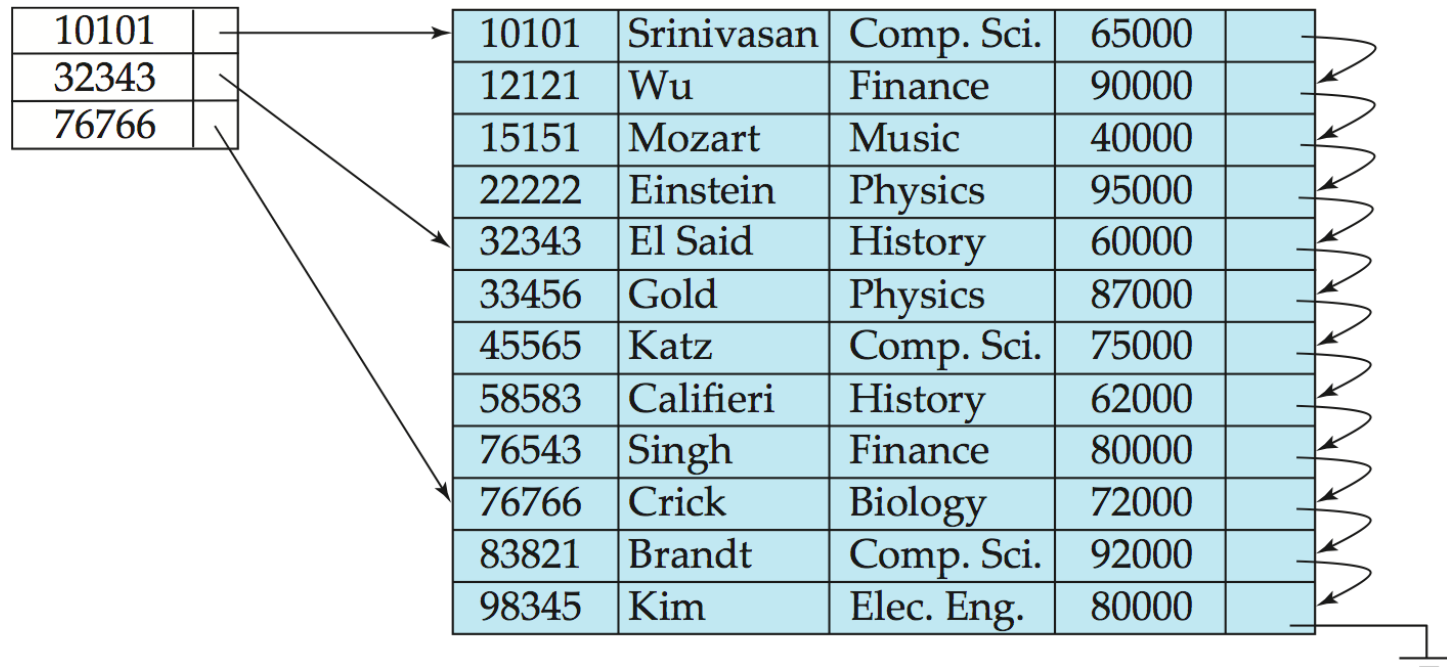 10101
32343
76766
10101 Srinivasan Comp. Sci. 65000
12121 Wu Finance 90000
15151 Mozart Music 40000
22222 Einstein Physics 95000
32343 El Said History 60000
33456 Gold Physics 87000
45565 Katz Comp. Sci. 75000
58583 Califieri History 62000
76543 Singh Finance 80000
76766 Crick Biology 72000
83821 Brandt Comp. Sci. 92000
98345 Kim Elec. Eng. 80000